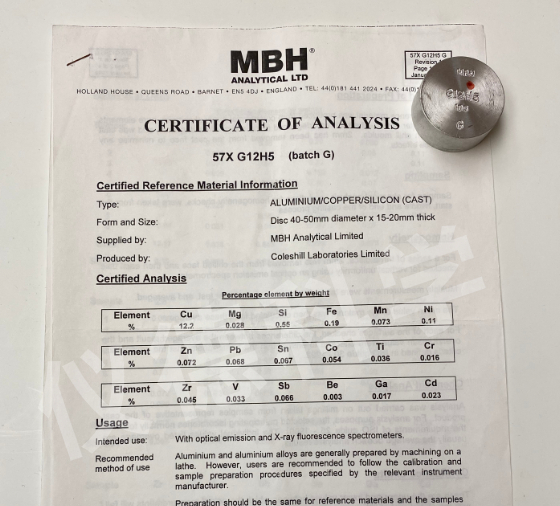 MBH®
ANALYTICAL LTD
HOLLAND HOUSE • QUEENS ROAD • BARNET • EN5 4DJ • ENGLAND • TEL: 44(0)181 441 2024 • FAX: 44(0)1
57X G12H5 G
Revision
Page
CERTIFICATE OF ANALYSIS
57X G12H5 (batch G)
Certified Reference Material Information
Type: ALUMINIUM/COPPER/SILICON (CAST)
Form and Size: Disc 40-50mm diameter x 15-20mm thick
Supplied by: MBH Analytical Limited
Produced by: Coleshill Laboratories Limited
Certified Analysis
Percentage element by weight
Element Cu Mg Si Fe Mn Ni
% 12.2 0.028 0.55 0.19 0.073 0.11
Element Zn Pb Sn Co Ti Cr
% 0.072 0.068 0.067 0.054 0.036 0.016
Element Zr V Sb Be Ga Cd
% 0.045 0.033 0.066 0.003 0.017 0.023
Usage
Intended use: With optical emission and X-ray fluorescence spectrometers.
Recommended Aluminium and aluminium alloys are generally prepared by machining on a
method of use lathe. However, users are recommended to follow the calibration and
sample preparation procedures specified by the relevant instrument
manufacturer.
Preparation should be the same for reference materials and the samples